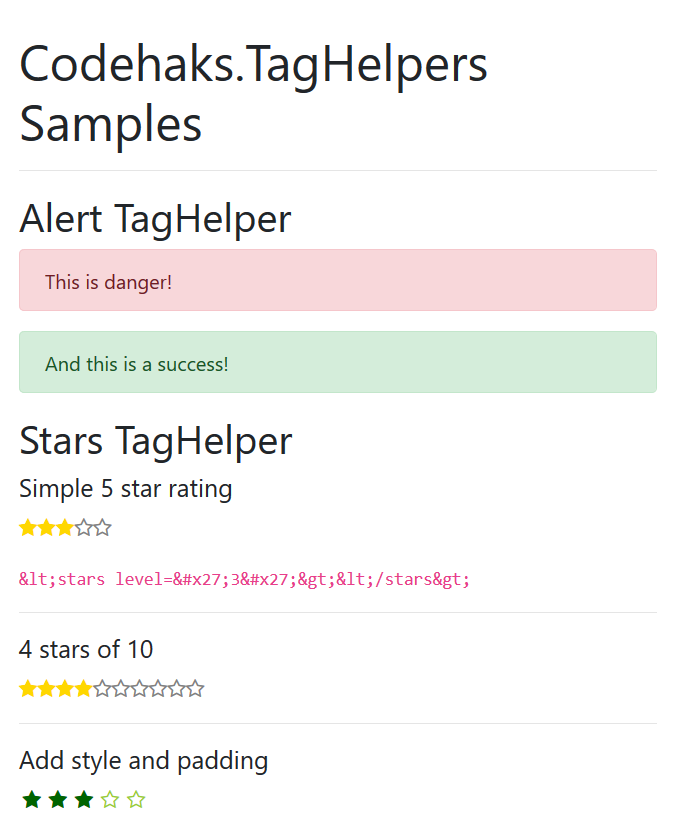 Codehaks.TagHelpers
Samples
Alert TagHelper
This is danger!
And this is a success!
Stars TagHelper
Simple 5 star rating
&lt;stars level=&#x27;3&#x27;&gt;&lt;/stars&gt;
4 stars of 10
Add style and padding